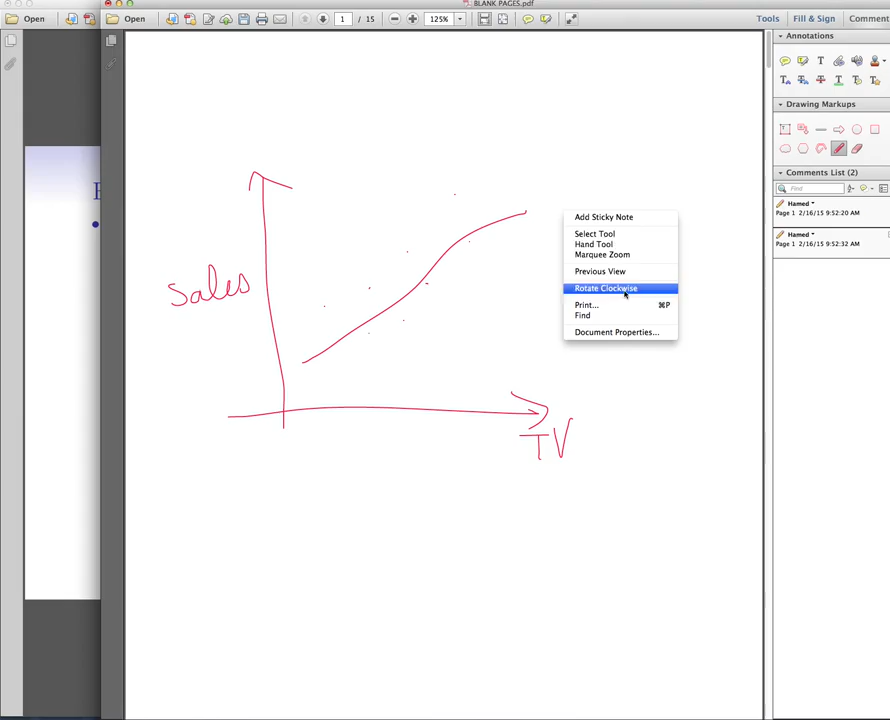 BLANK PAGES.pdf
Open
Open
1 / 15
125%
Tools
Fill & Sign
Comment
Annotations
Drawing Markups
Comments List (2)
Find
Hamed
Page 1 2/16/15 9:52:20 AM
Hamed
Page 1 2/16/15 9:52:32 AM
Add Sticky Note
Select Tool
Hand Tool
Marquee Zoom
Previous View
Rotate Clockwise
Print... ⌘P
Find
Document Properties...
Sales
TV